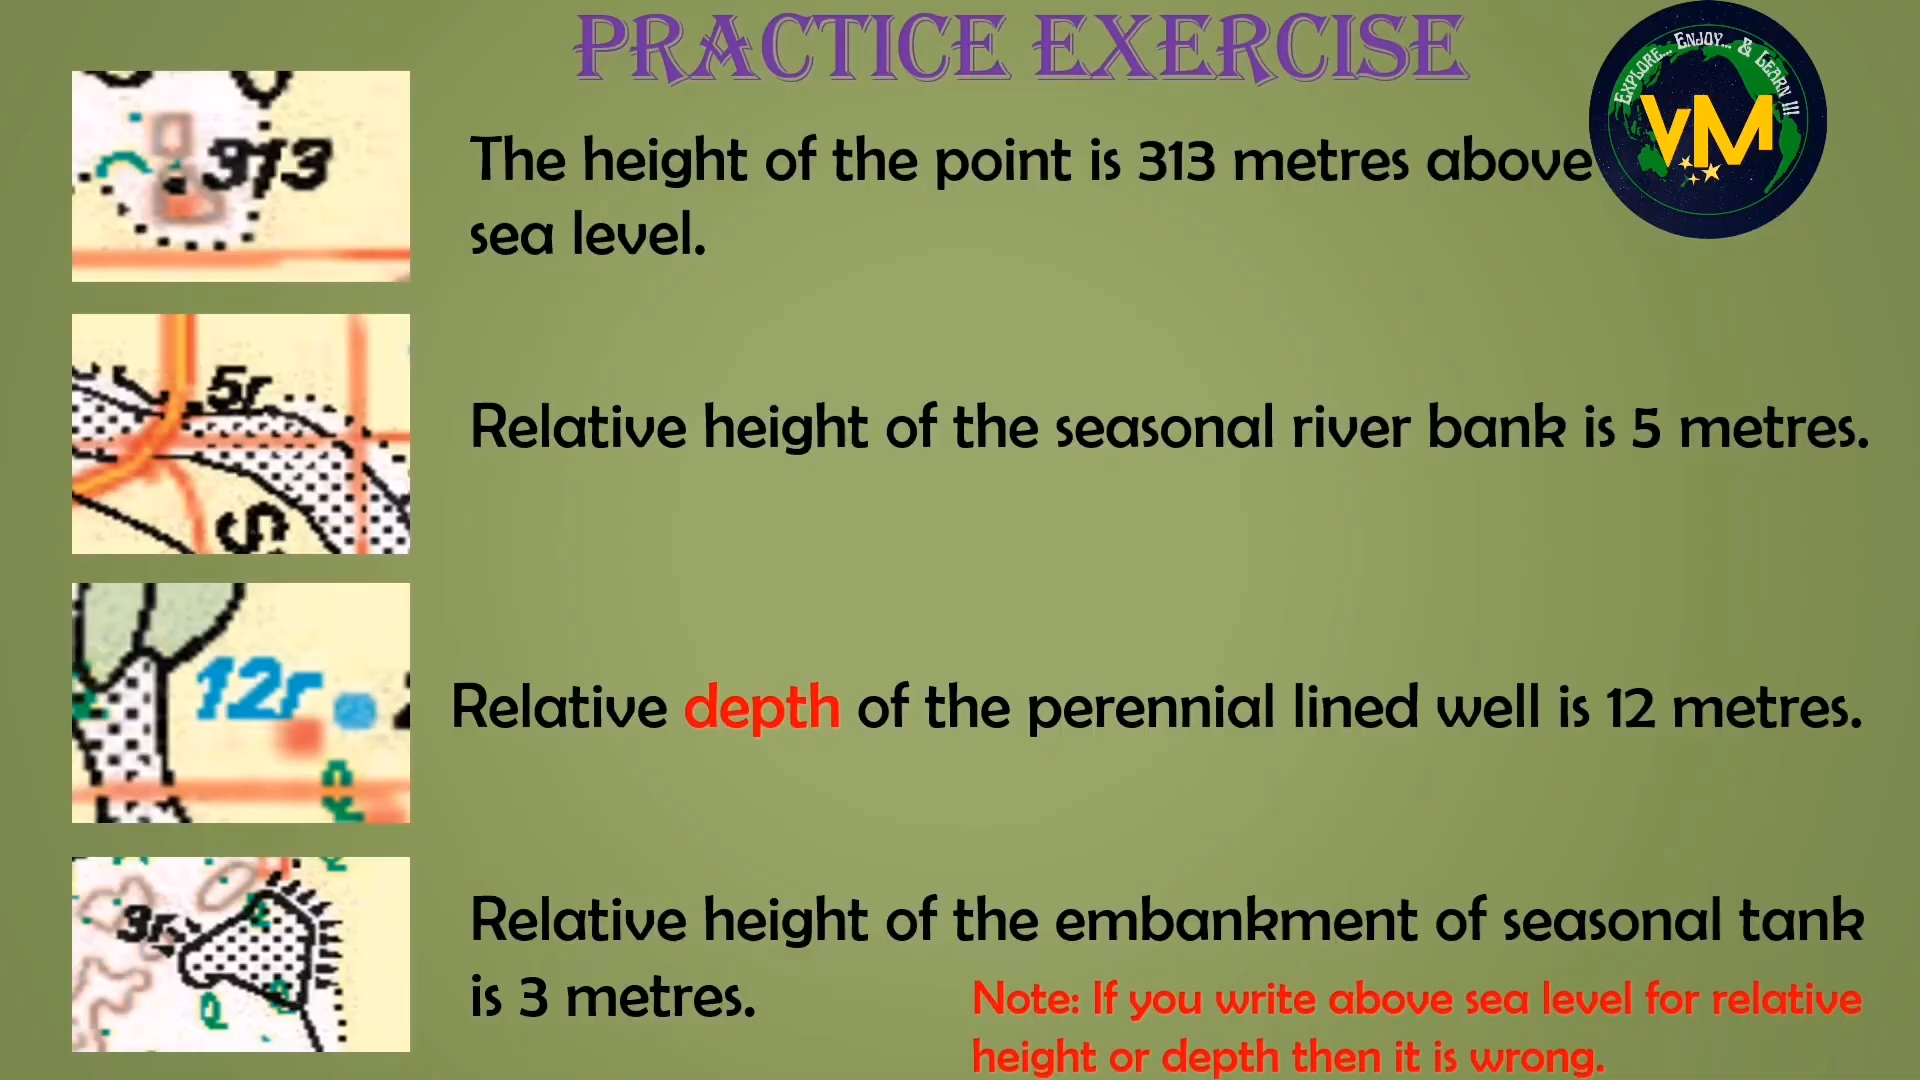 PRACTICE EXERCISE
EXPLORE... ENJOY... & LEARN !!!
VM
313
The height of the point is 313 metres above
sea level.
5r
Relative height of the seasonal river bank is 5 metres.
12r
Relative depth of the perennial lined well is 12 metres.
3r
Relative height of the embankment of seasonal tank
is 3 metres.
Note: If you write above sea level for relative
height or depth then it is wrong.